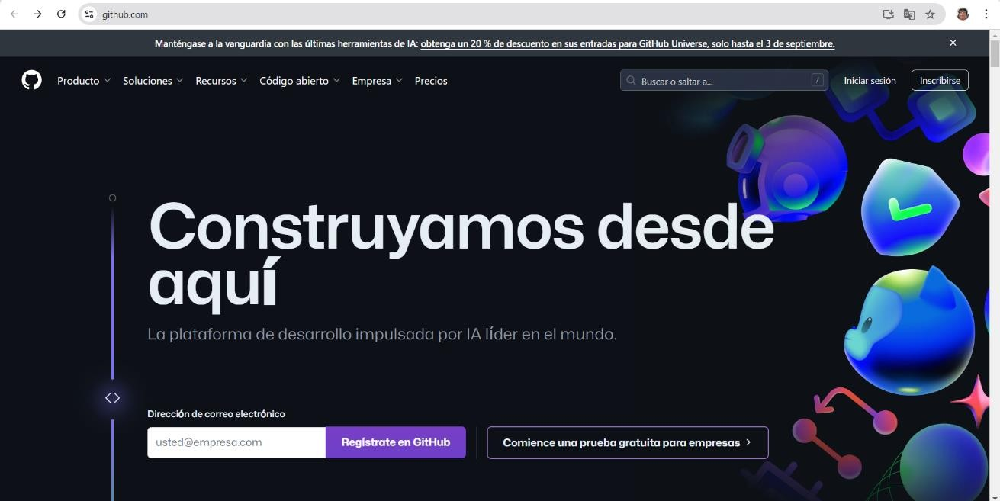 github.com
Manténgase a la vanguardia con las últimas herramientas de IA: obtenga un 20 % de descuento en sus entradas para GitHub Universe, solo hasta el 3 de septiembre.
Producto Soluciones Recursos Código abierto Empresa Precios Buscar o saltar a... / Iniciar sesión Inscribirse
Construyamos desde
aquí
La plataforma de desarrollo impulsada por IA líder en el mundo.
Dirección de correo electrónico
usted@empresa.com Regístrate en GitHub Comience una prueba gratuita para empresas